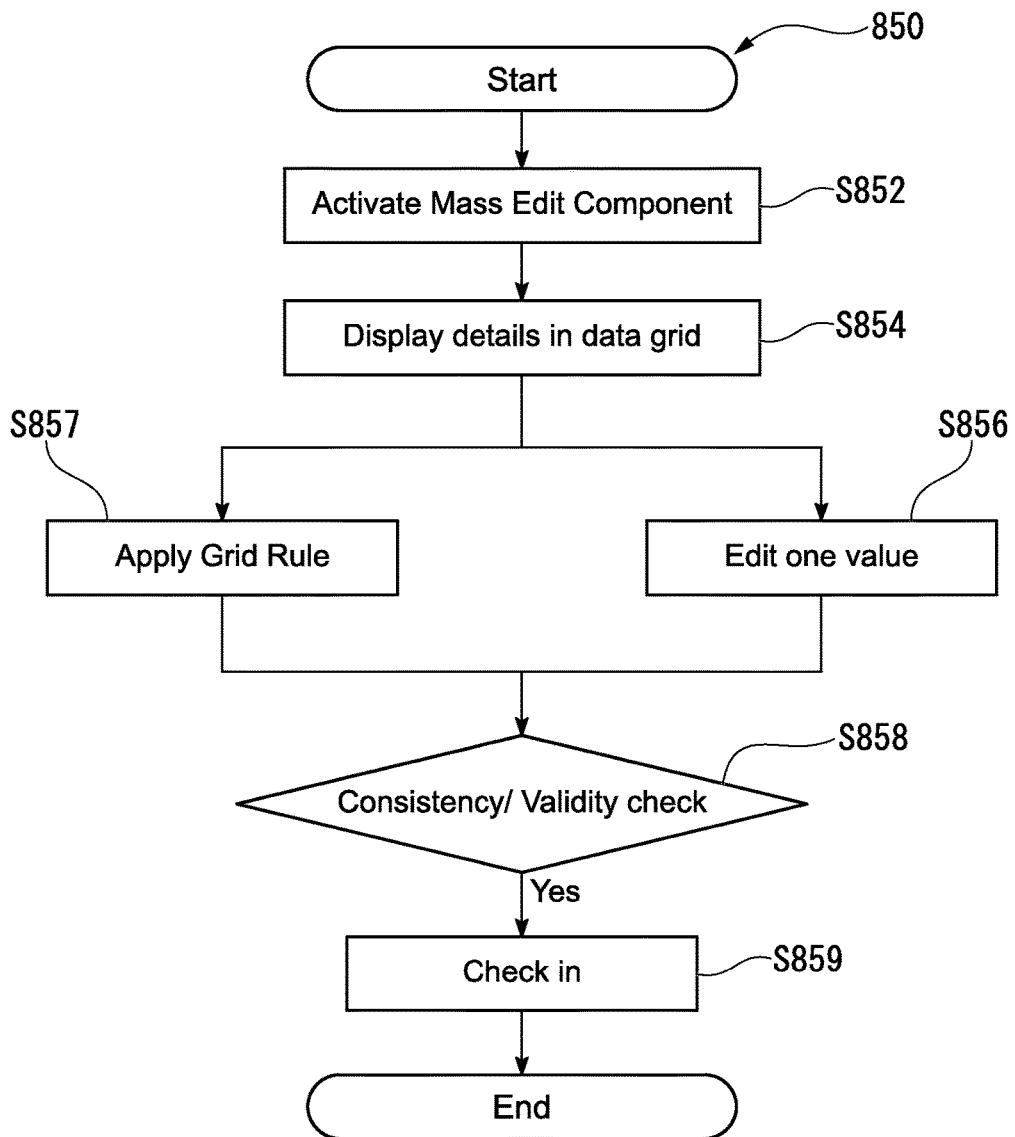 850
Start
Activate Mass Edit Component
S852
Display details in data grid
S854
S857
S856
Apply Grid Rule
Edit one value
S858
Consistency/ Validity check
Yes
Check in
S859
End